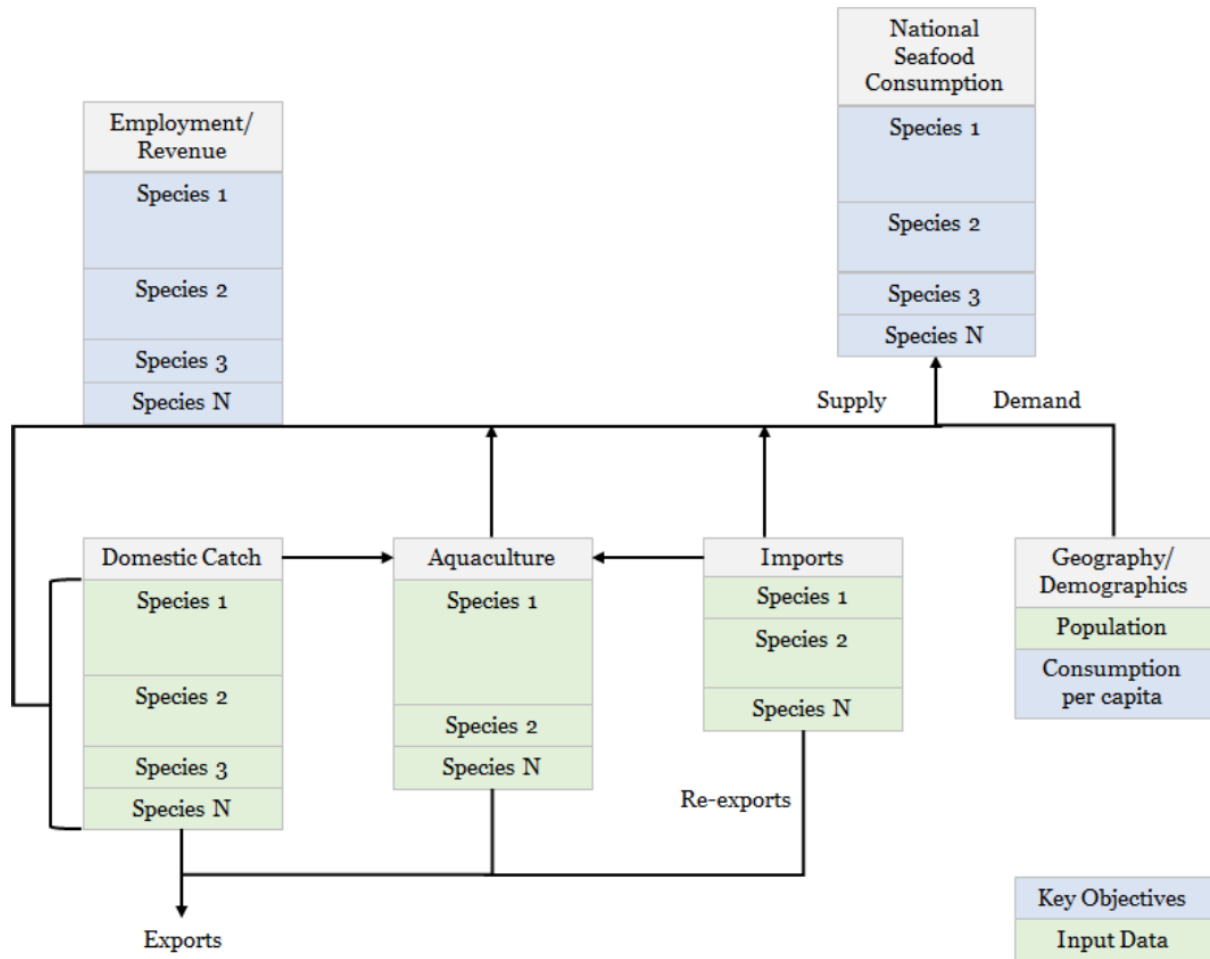 National
Seafood
Consumption
Species 1
Species 2
Species 3
Species N
Employment/
Revenue
Species 1
Species 2
Species 3
Species N
Supply
Demand
Domestic Catch
Species 1
Species 2
Species 3
Species N
Aquaculture
Species 1
Species 2
Species N
Imports
Species 1
Species 2
Species N
Geography/
Demographics
Population
Consumption
per capita
Re-exports
Exports
Key Objectives
Input Data